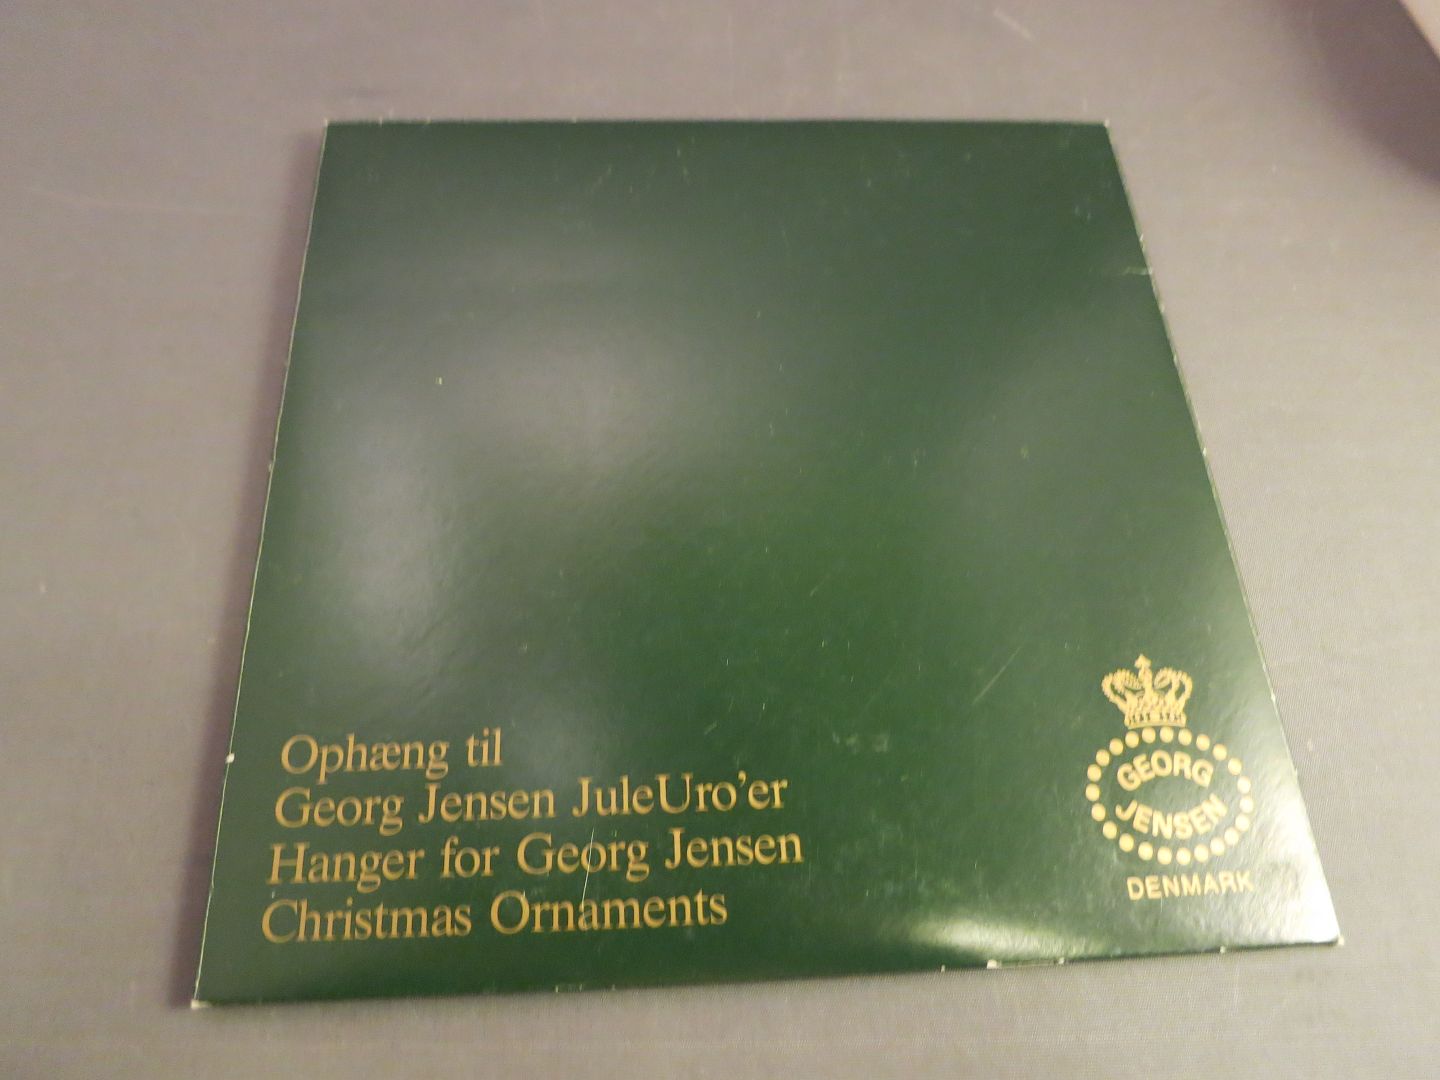 Ophæng til
Georg Jensen JuleUro'er
Hanger for Georg Jensen
Christmas Ornaments
GEORG
JENSEN
DENMARK